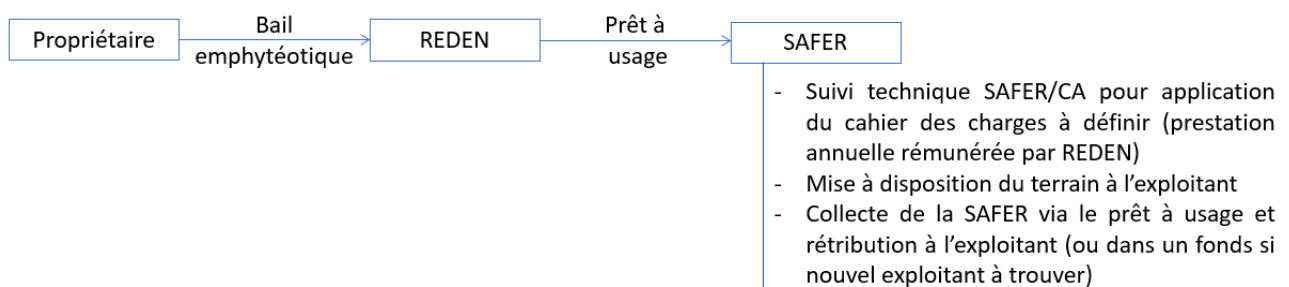 Propriétaire
Bail
emphytéotique
REDEN
Prêt à
usage
SAFER
- Suivi technique SAFER/CA pour application
du cahier des charges à définir (prestation
annuelle rémunérée par REDEN)
- Mise à disposition du terrain à l’exploitant
- Collecte de la SAFER via le prêt à usage et
rétribution à l’exploitant (ou dans un fonds si
nouvel exploitant à trouver)